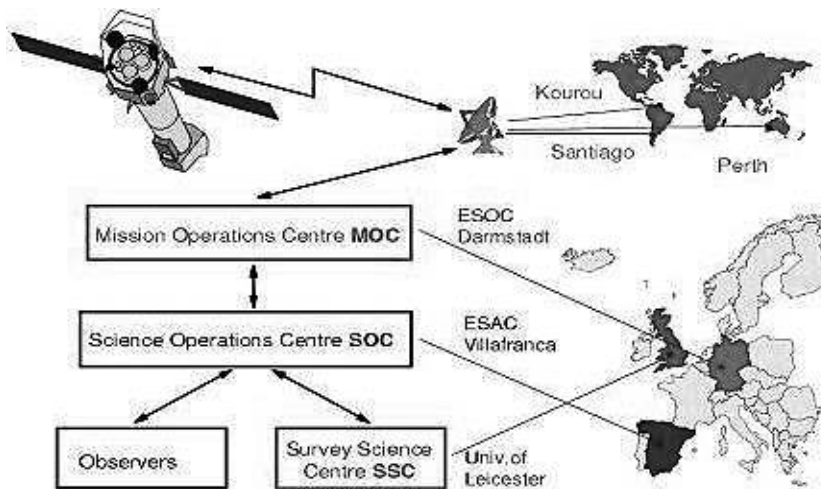 Kourou
Santiago
Perth
Mission Operations Centre MOC
ESOC
Darmstadt
Science Operations Centre SOC
ESAC
Villafranca
Observers
Survey Science
Centre SSC
Univ.of
Leicester